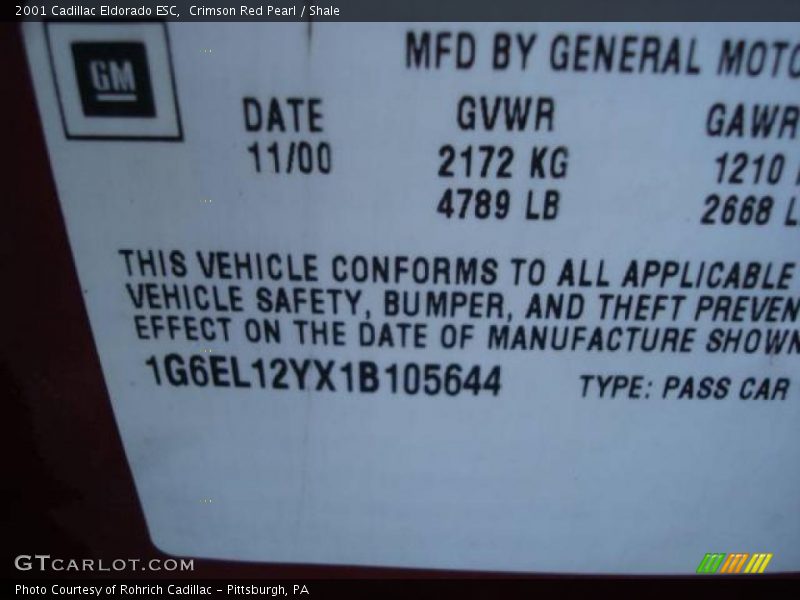 2001 Cadillac Eldorado ESC, Crimson Red Pearl / Shale
GM
MFD BY GENERAL MOTO
DATE GVWR GAWR
11/00 2172 KG 1210
4789 LB 2668 L
THIS VEHICLE CONFORMS TO ALL APPLICABLE
VEHICLE SAFETY, BUMPER, AND THEFT PREVEN
EFFECT ON THE DATE OF MANUFACTURE SHOWN
1G6EL12YX1B105644 TYPE: PASS CAR
GTCARLOT.COM
Photo Courtesy of Rohrich Cadillac - Pittsburgh, PA